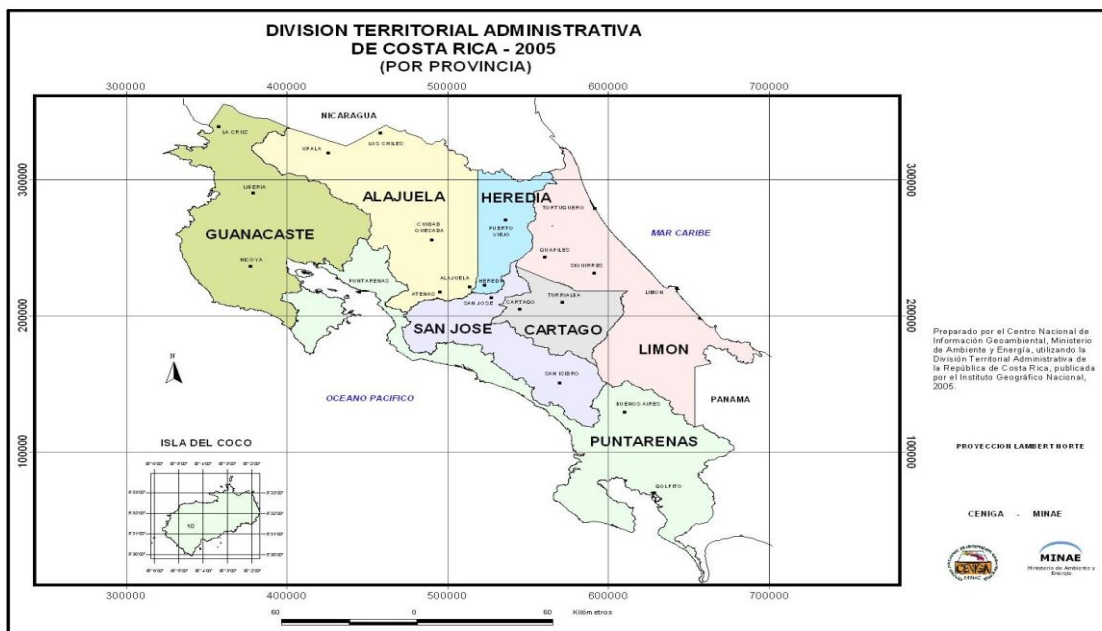 DIVISION TERRITORIAL ADMINISTRATIVA
DE COSTA RICA - 2005
(POR PROVINCIA)
300000 400000 500000 600000 700000
NICARAGUA
LA CRUZ
UPALA
LOS CHILES
300000
300000
LIBERIA
ALAJUELA
HEREDIA
TORTUGUERO
PUERTO
VIEJO
GUANACASTE
MAR CARIBE
NICOYA
GUAPILES
SIQUIRRES
PUNTARENAS
ALAJUELA
HEREDIA
ATENAS
SAN JOSE
CARTAGO
TURRIALBA
LIMON
200000
200000
SAN JOSE
CARTAGO
LIMON
Preparado por el Centro Nacional de
Información Geoambiental, Ministerio
de Ambiente y Energía, utilizando la
División Territorial Administrativa de
la República de Costa Rica, publicada
por el Instituto Geográfico Nacional,
2005.
N
SAN ISIDRO
OCEANO PACIFICO
BUENOS AIRES
PANAMA
PUNTARENAS
ISLA DEL COCO
100000
100000
PROYECCION LAMBERT NORTE
GOLFITO
CENIGA - MINAE
CENIGA
MINAE
Ministerio de Ambiente y
Energía
300000 400000 500000 600000 700000
60 0 60 Kilómetros